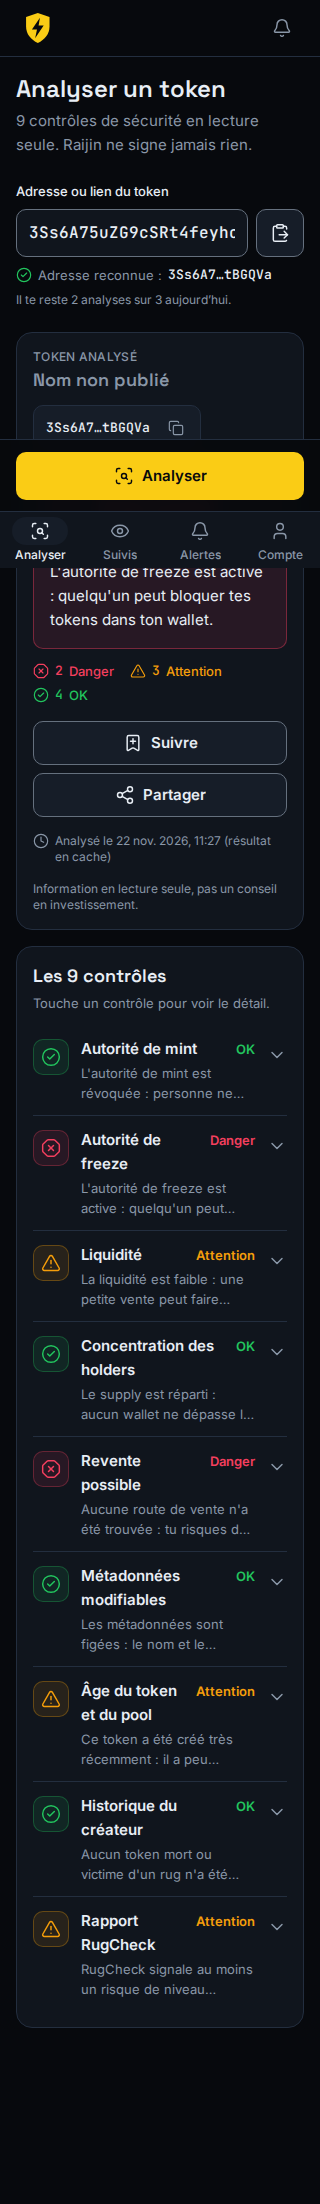 Analyser un token
9 contrôles de sécurité en lecture
seule. Raijin ne signe jamais rien.
Adresse ou lien du token
3Ss6A75uZG9cSRt4feyh
Adresse reconnue : 3Ss6A7…tBGQVa
Il te reste 2 analyses sur 3 aujourd'hui.
TOKEN ANALYSÉ
Nom non publié
3Ss6A7…tBGQVa
Analyser
Analyser
Suivis
Alertes
Compte
L'autorité de freeze est active
: quelqu'un peut bloquer tes
tokens dans ton wallet.
2 Danger 3 Attention
4 OK
Suivre
Partager
Analysé le 22 nov. 2026, 11:27 (résultat
en cache)
Information en lecture seule, pas un conseil
en investissement.
Les 9 contrôles
Touche un contrôle pour voir le détail.
Autorité de mint OK
L'autorité de mint est
révoquée : personne ne…
Autorité de Danger
freeze
L'autorité de freeze est
active : quelqu'un peut…
Liquidité Attention
La liquidité est faible : une
petite vente peut faire…
Concentration des OK
holders
Le supply est réparti :
aucun wallet ne dépasse l…
Revente Danger
possible
Aucune route de vente n'a
été trouvée : tu risques d…
Métadonnées OK
modifiables
Les métadonnées sont
figées : le nom et le…
Âge du token Attention
et du pool
Ce token a été créé très
récemment : il a peu…
Historique du OK
créateur
Aucun token mort ou
victime d'un rug n'a été…
Rapport Attention
RugCheck
RugCheck signale au moins
un risque de niveau…